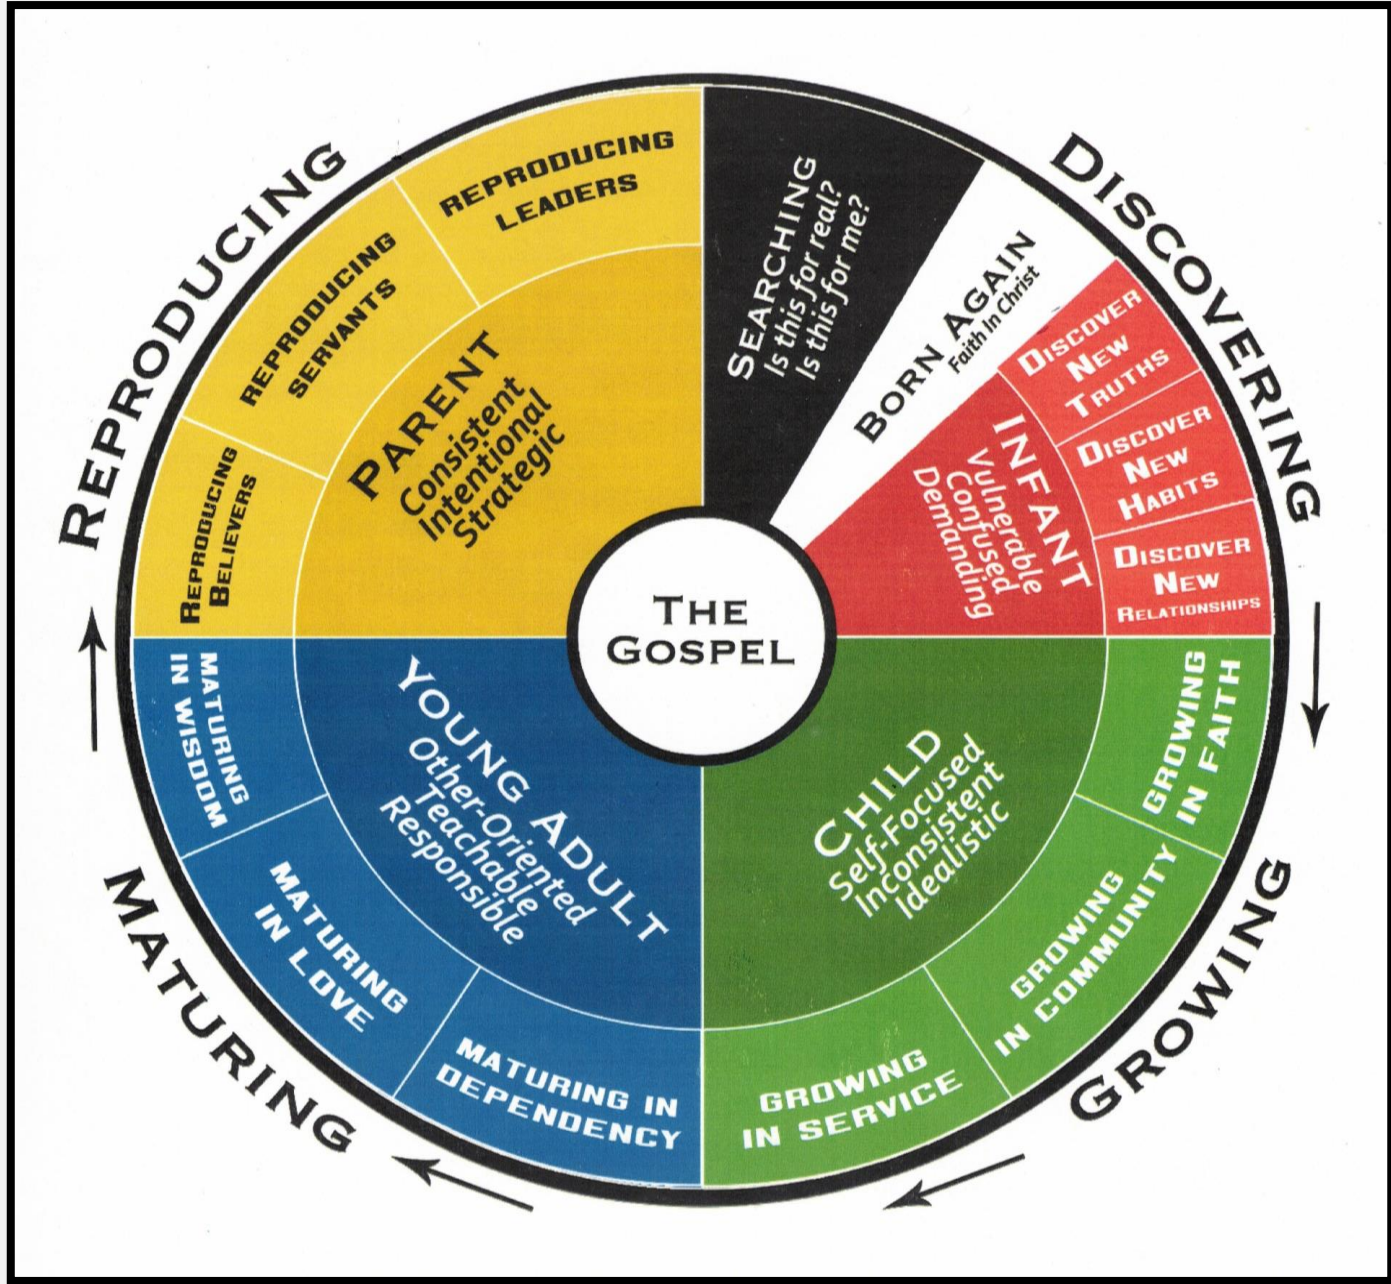 THE
GOSPEL
DISCOVERING
SEARCHING
Is this for real?
Is this for me?
BORN AGAIN
Faith In Christ
INFANT
Vulnerable
Confused
Demanding
DISCOVER
NEW
TRUTHS
DISCOVER
NEW
HABITS
DISCOVER
NEW
RELATIONSHIPS
GROWING
CHILD
Self-Focused
Inconsistent
Idealistic
GROWING
IN FAITH
GROWING
IN COMMUNITY
GROWING
IN SERVICE
MATURING
YOUNG ADULT
Other-Oriented
Teachable
Responsible
MATURING IN
DEPENDENCY
MATURING
IN LOVE
MATURING
IN WISDOM
REPRODUCING
PARENT
Consistent
Intentional
Strategic
REPRODUCING
BELIEVERS
REPRODUCING
SERVANTS
REPRODUCING
LEADERS